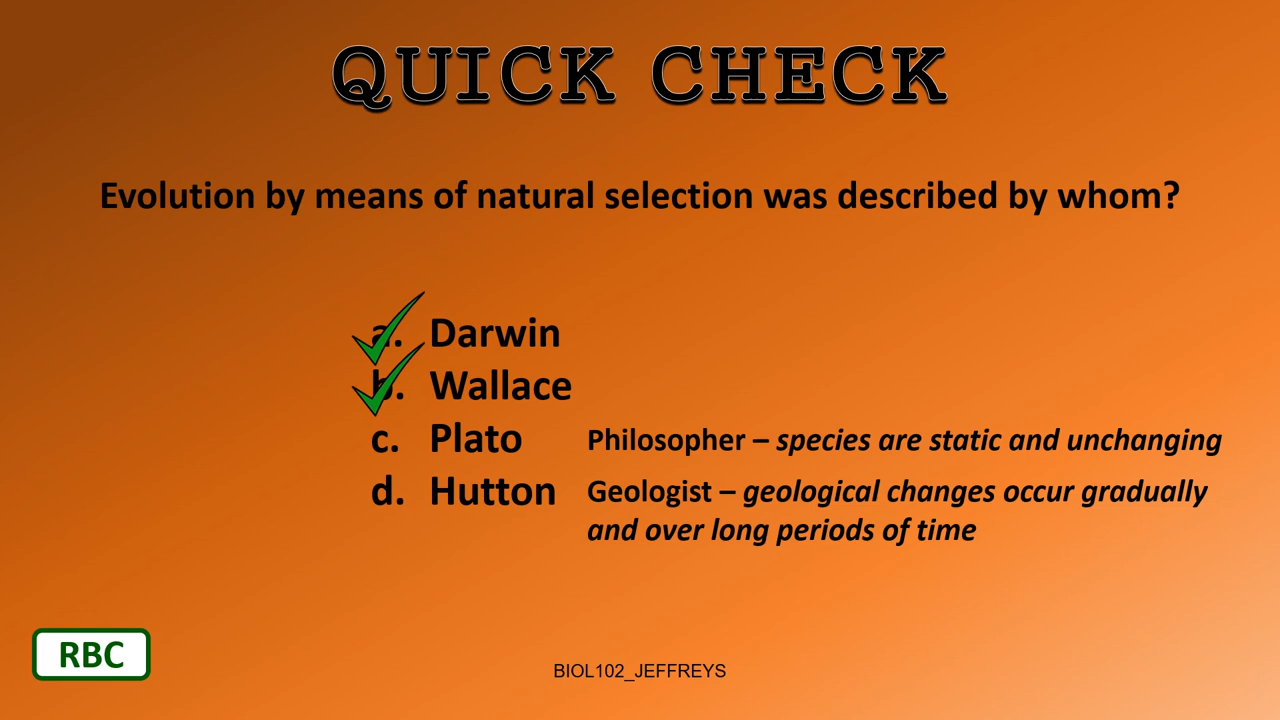 QUICK CHECK
Evolution by means of natural selection was described by whom?
a. Darwin
b. Wallace
c. Plato Philosopher – species are static and unchanging
d. Hutton Geologist – geological changes occur gradually
and over long periods of time
RBC
BIOL102_JEFFREYS